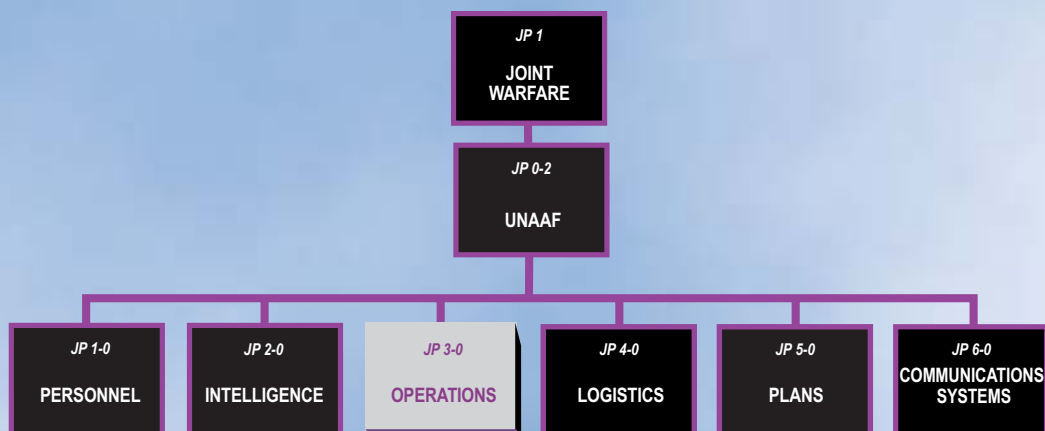 JP 1
JOINT
WARFARE
JP 0-2
UNAAF
JP 1-0
PERSONNEL
JP 2-0
INTELLIGENCE
JP 3-0
OPERATIONS
JP 4-0
LOGISTICS
JP 5-0
PLANS
JP 6-0
COMMUNICATIONS
SYSTEMS